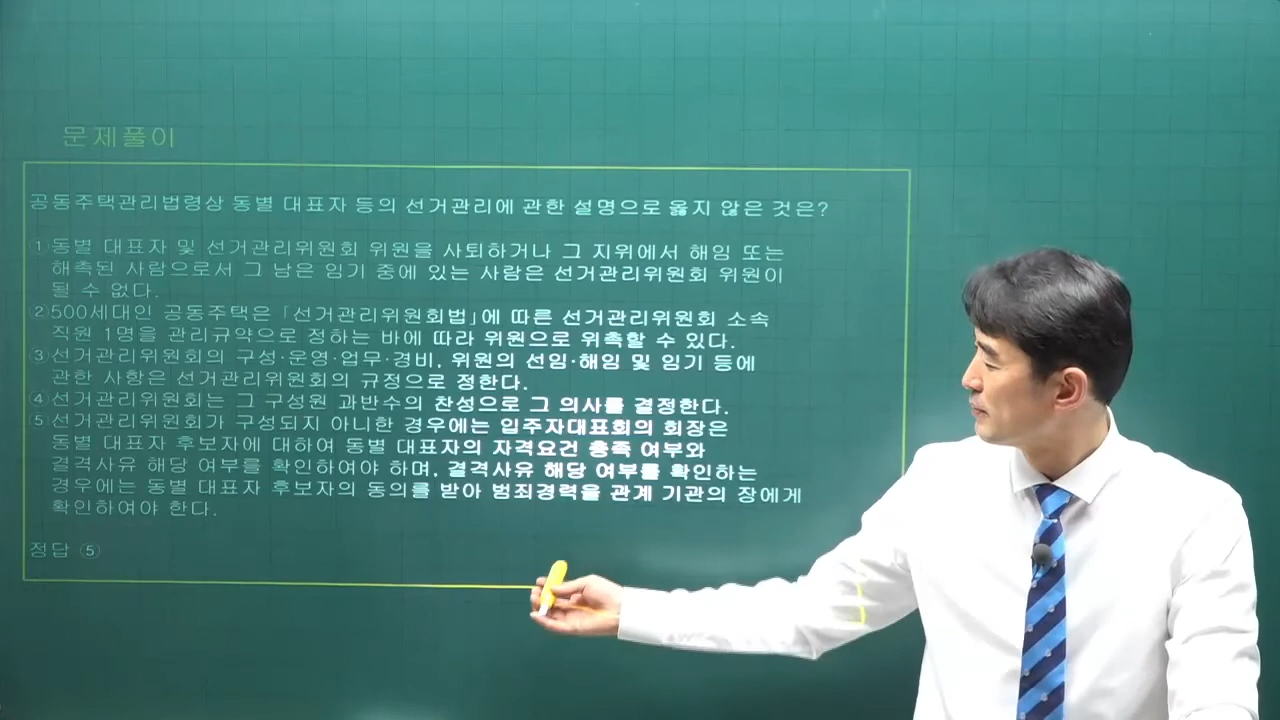 문제풀이
공동주택관리법령상 동별 대표자 등의 선거관리에 관한 설명으로 옳지 않은 것은?
①동별 대표자 및 선거관리위원회 위원을 사퇴하거나 그 지위에서 해임 또는
해촉된 사람으로서 그 남은 임기 중에 있는 사람은 선거관리위원회 위원이
될 수 없다.
②500세대인 공동주택은 「선거관리위원회법」에 따른 선거관리위원회 소속
직원 1명을 관리규약으로 정하는 바에 따라 위원으로 위촉할 수 있다.
③선거관리위원회의 구성·운영·업무·경비, 위원의 선임·해임 및 임기 등에
관한 사항은 선거관리위원회의 규정으로 정한다.
④선거관리위원회는 그 구성원 과반수의 찬성으로 그 의사를 결정한다.
⑤선거관리위원회가 구성되지 아니한 경우에는 입주자대표회의 회장은
동별 대표자 후보자에 대하여 동별 대표자의 자격요건 충족 여부와
결격사유 해당 여부를 확인하여야 하며, 결격사유 해당 여부를 확인하는
경우에는 동별 대표자 후보자의 동의를 받아 범죄경력을 관계 기관의 장에게
확인하여야 한다.
정답 ⑤